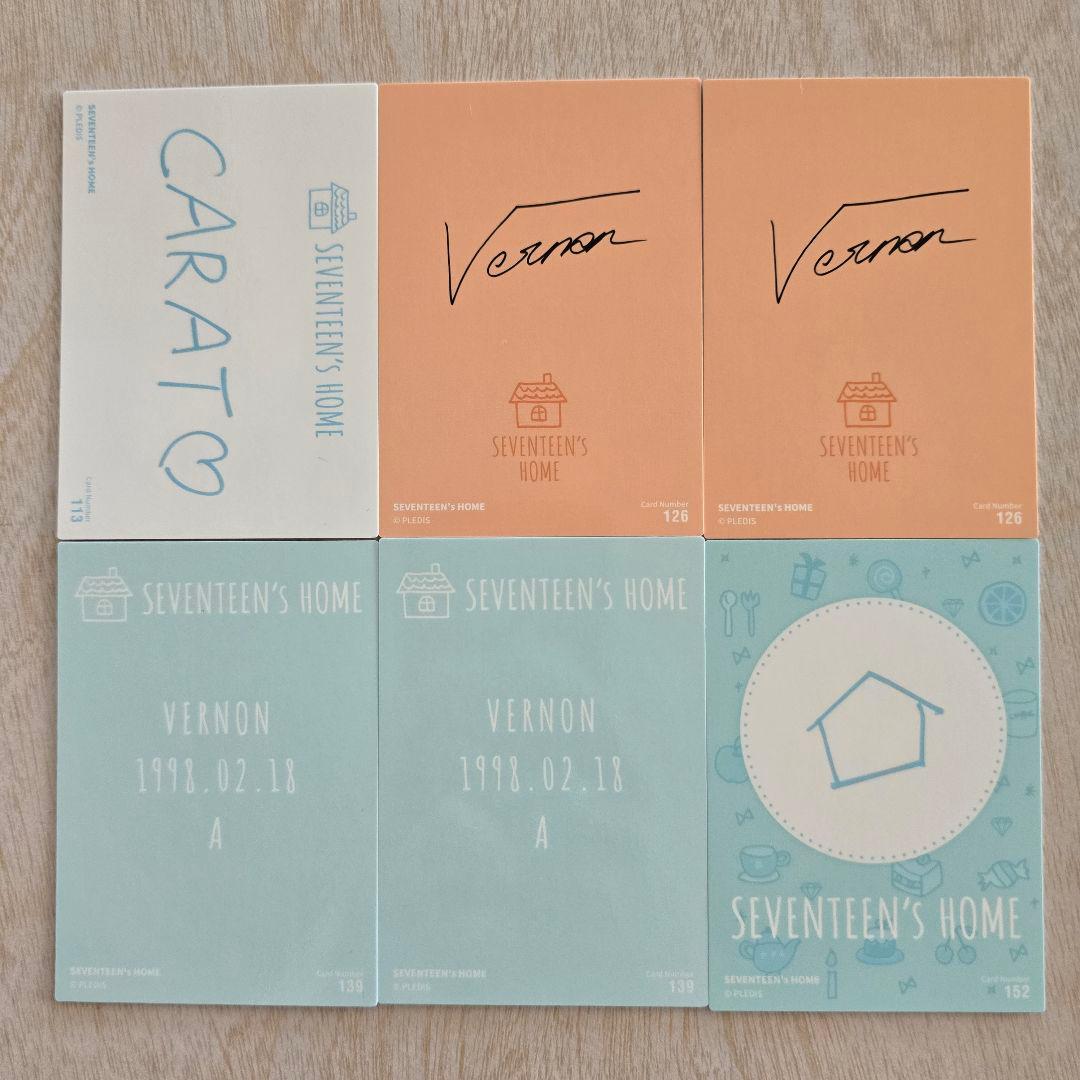 SEVENTEEN's HOME
© PLEDIS
CARAT
SEVENTEEN'S HOME
Card Number
113
Vernon
SEVENTEEN'S
HOME
SEVENTEEN's HOME
© PLEDIS
Card Number
126
Vernon
SEVENTEEN'S
HOME
SEVENTEEN's HOME
© PLEDIS
Card Number
126
SEVENTEEN'S HOME
VERNON
1998.02.18
A
SEVENTEEN's HOME
© PLEDIS
Card Number
139
SEVENTEEN'S HOME
VERNON
1998.02.18
A
SEVENTEEN's HOME
© PLEDIS
Card Number
139
SEVENTEEN'S HOME
SEVENTEEN's HOME
© PLEDIS
Card Number
152